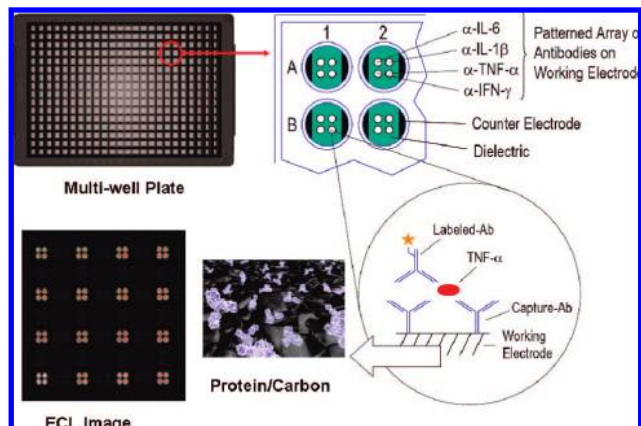 1 2
A
B
α-IL-6
α-IL-1β
α-TNF-α
α-IFN-γ
Patterned Array o
Antibodies on
Working Electrode
Counter Electrode
Dielectric
Multi-well Plate
Labeled-Ab
TNF-α
Capture-Ab
Working
Electrode
Protein/Carbon
ECL Image